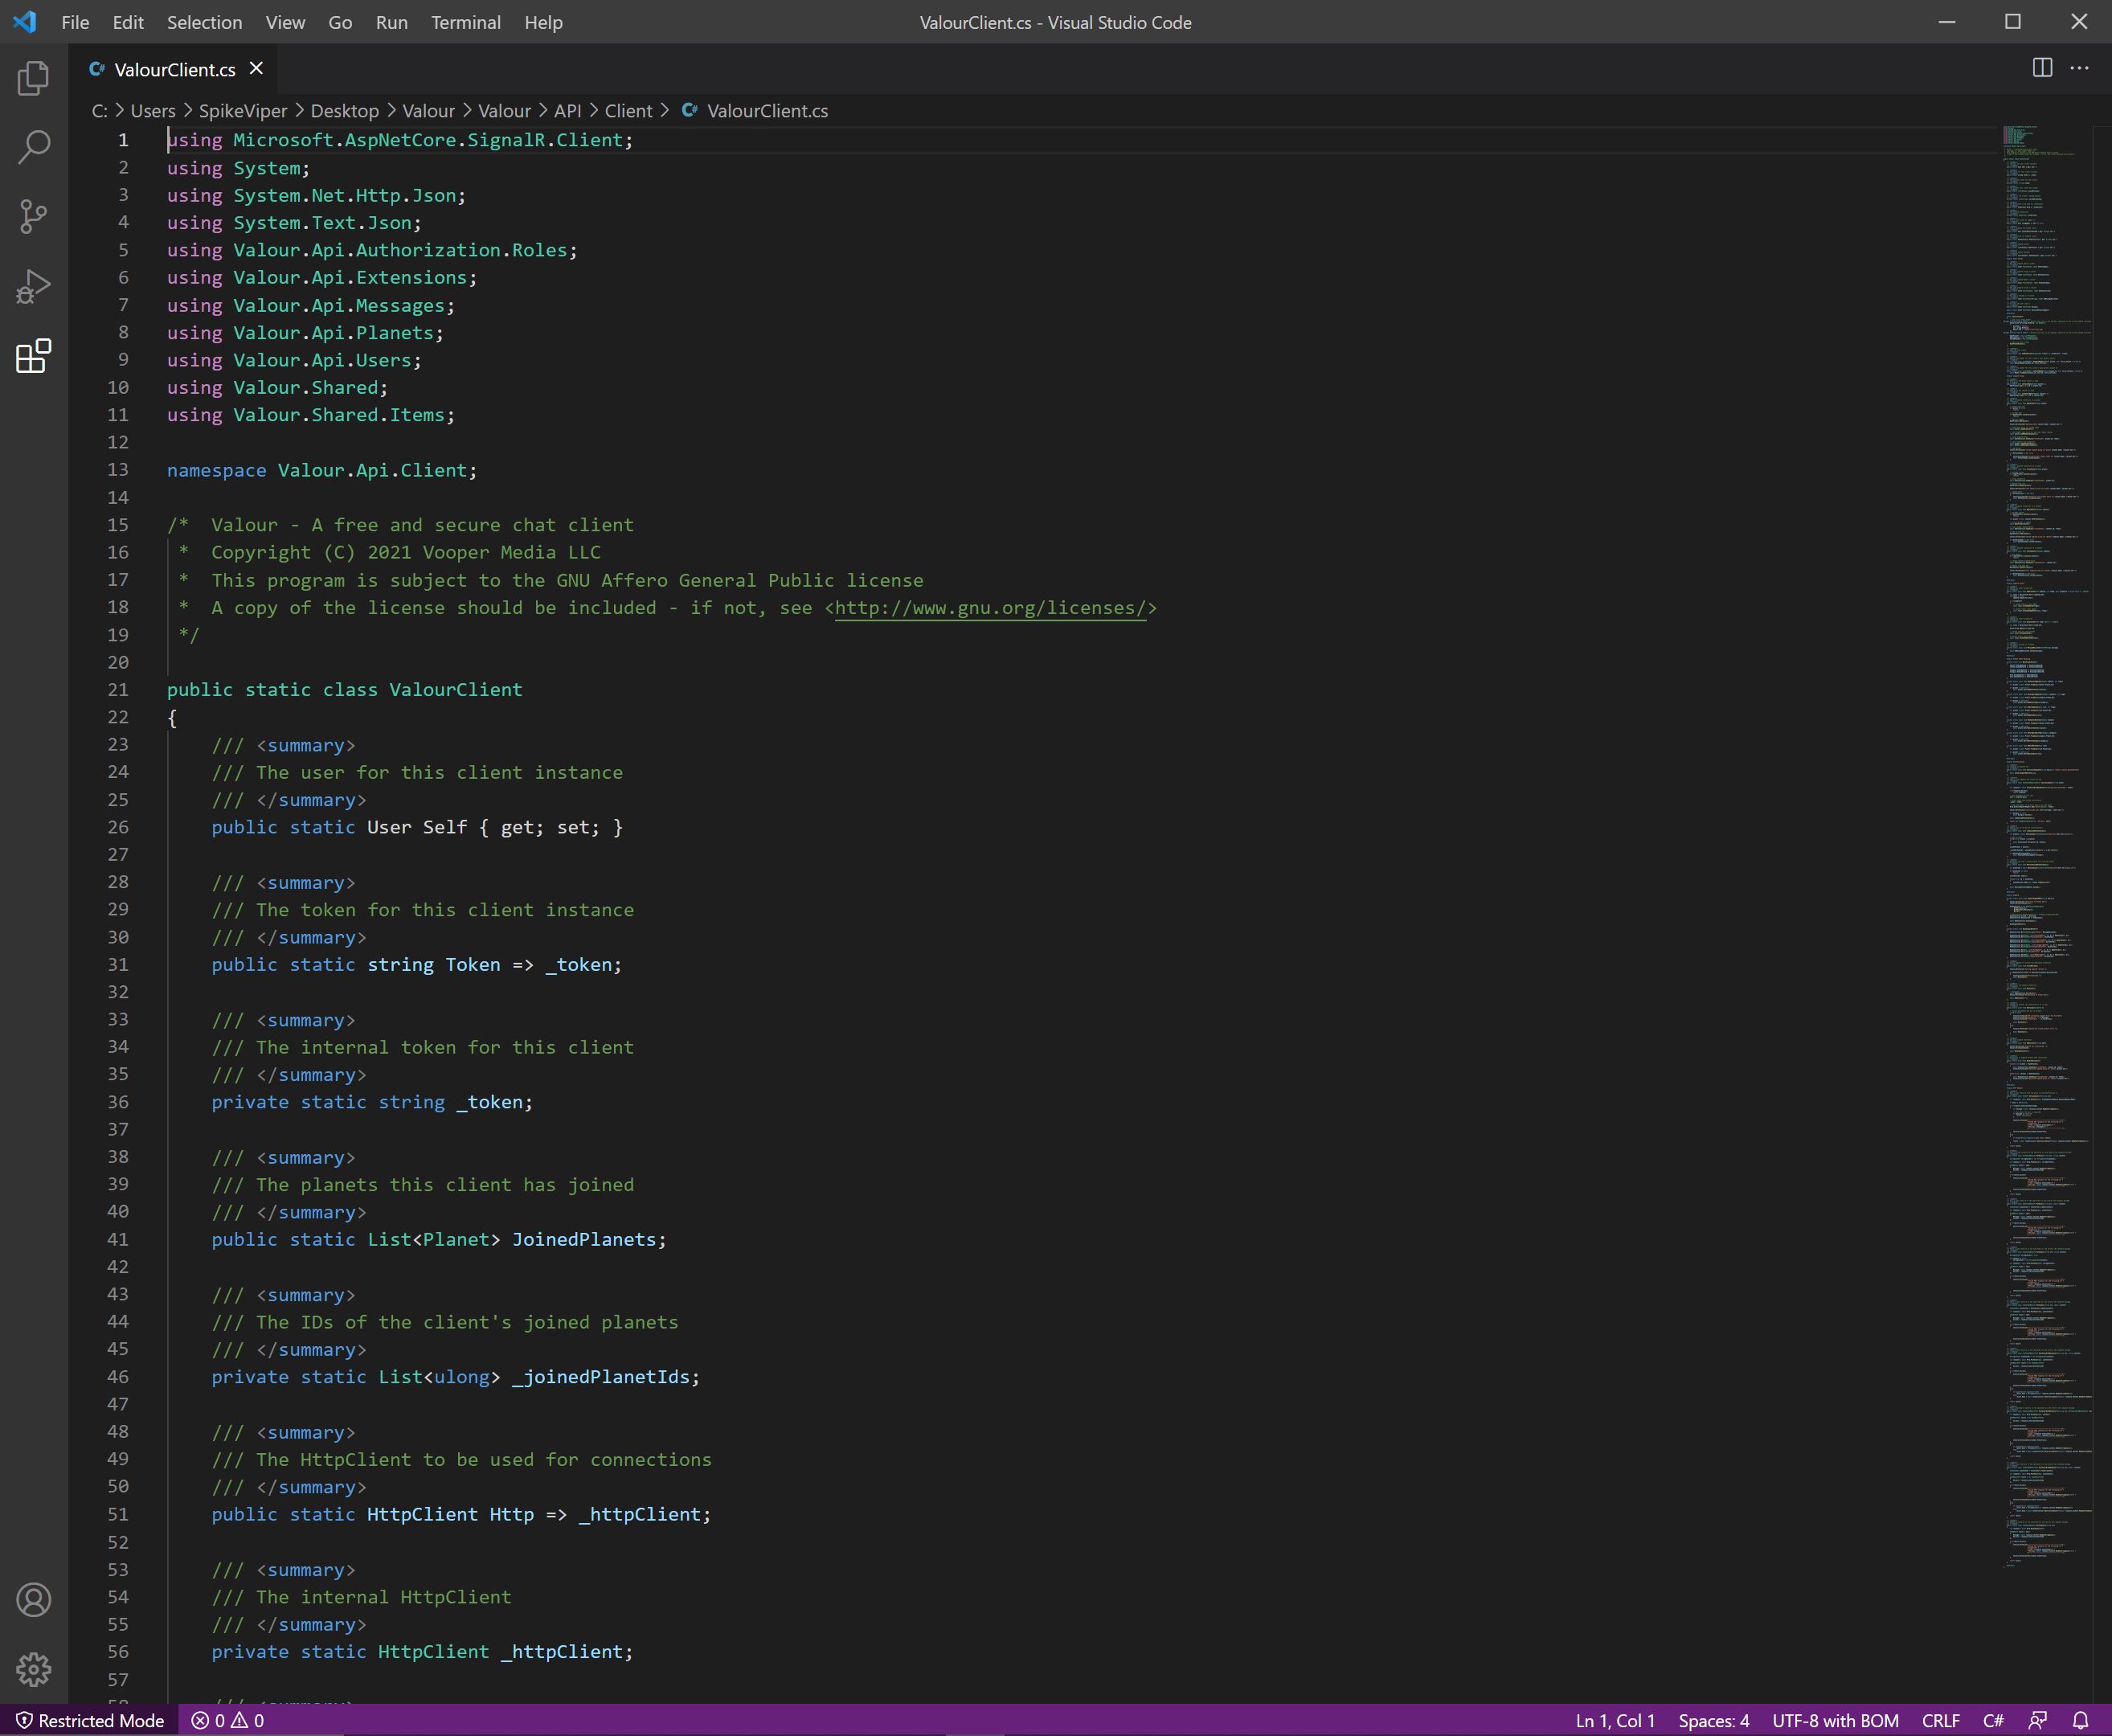 File Edit Selection View Go Run Terminal Help
ValourClient.cs - Visual Studio Code
C# ValourClient.cs
C: > Users > SpikeViper > Desktop > Valour > Valour > API > Client > C# ValourClient.cs
1 using Microsoft.AspNetCore.SignalR.Client;
2 using System;
3 using System.Net.Http.Json;
4 using System.Text.Json;
5 using Valour.Api.Authorization.Roles;
6 using Valour.Api.Extensions;
7 using Valour.Api.Messages;
8 using Valour.Api.Planets;
9 using Valour.Api.Users;
10 using Valour.Shared;
11 using Valour.Shared.Items;
12
13 namespace Valour.Api.Client;
14
15 /*  Valour - A free and secure chat client
16  *  Copyright (C) 2021 Vooper Media LLC
17  *  This program is subject to the GNU Affero General Public license
18  *  A copy of the license should be included - if not, see <http://www.gnu.org/licenses/>
19  */
20
21 public static class ValourClient
22 {
23     /// <summary>
24     /// The user for this client instance
25     /// </summary>
26     public static User Self { get; set; }
27
28     /// <summary>
29     /// The token for this client instance
30     /// </summary>
31     public static string Token => _token;
32
33     /// <summary>
34     /// The internal token for this client
35     /// </summary>
36     private static string _token;
37
38     /// <summary>
39     /// The planets this client has joined
40     /// </summary>
41     public static List<Planet> JoinedPlanets;
42
43     /// <summary>
44     /// The IDs of the client's joined planets
45     /// </summary>
46     private static List<ulong> _joinedPlanetIds;
47
48     /// <summary>
49     /// The HttpClient to be used for connections
50     /// </summary>
51     public static HttpClient Http => _httpClient;
52
53     /// <summary>
54     /// The internal HttpClient
55     /// </summary>
56     private static HttpClient _httpClient;
57
58     /// <summary>
Restricted Mode 0 0
Ln 1, Col 1 Spaces: 4 UTF-8 with BOM CRLF C#